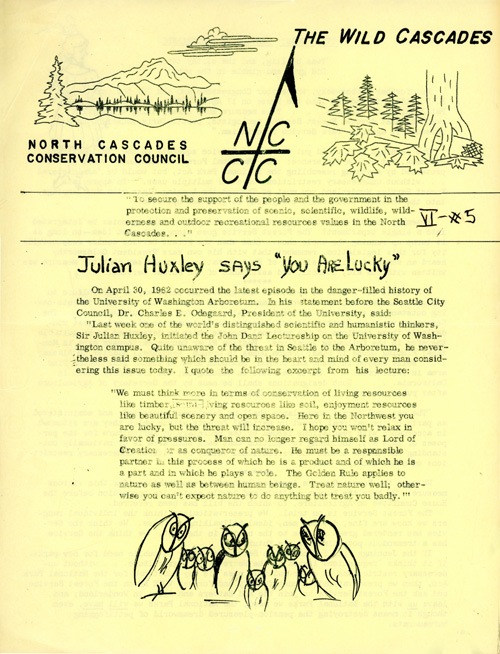 THE WILD CASCADES
NORTH CASCADES
CONSERVATION COUNCIL
N C
C C
"To secure the support of the people and the government in the
protection and preservation of scenic, scientific, wildlife, wild-
erness and outdoor recreational resources values in the North
Cascades. . ."
VI-#5
Julian Huxley says "You Are Lucky"
On April 30, 1962 occurred the latest episode in the danger-filled history of
the University of Washington Arboretum. In his statement before the Seattle City
Council, Dr. Charles E. Odegaard, President of the University, said:
"Last week one of the world's distinguished scientific and humanistic thinkers,
Sir Julian Huxley, initiated the John Danz Lectureship on the University of Wash-
ington campus. Quite unaware of the threat in Seattle to the Arboretum, he never-
theless said something which should be in the heart and mind of every man consid-
ering this issue today. I quote the following excerpt from his lecture:
"We must think more in terms of conservation of living resources
like timber, ving resources like soil, enjoyment resources
like beautiful scenery and open space. Here in the Northwest you
are lucky, but the threat will increase. I hope you won't relax in
favor of pressures. Man can no longer regard himself as Lord of
Creation or as conqueror of nature. He must be a responsible
partner in this process of which he is a product and of which he is
a part and in which he plays a role. The Golden Rule applies to
nature as well as between human beings. Treat nature well; other-
wise you can't expect nature to do anything but treat you badly.'"